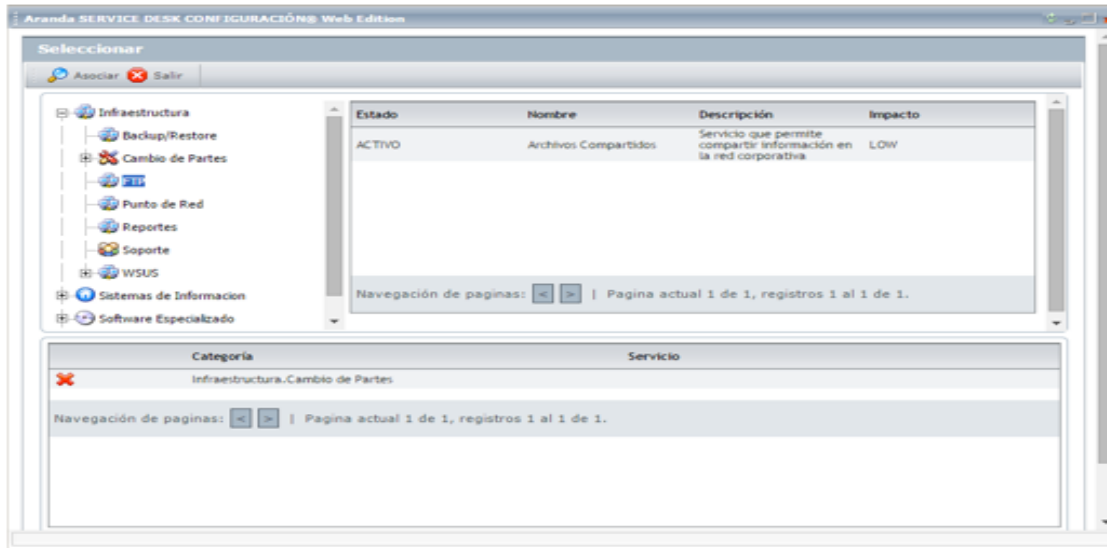 Aranda SERVICE DESK CONFIGURACIÓN® Web Edition
Seleccionar
Asociar Salir
Infraestructura
Backup/Restore
Cambio de Partes
FTP
Punto de Red
Reportes
Soporte
WSUS
Sistemas de Informacion
Software Especializado
Estado Nombre Descripción Impacto
ACTIVO Archivos Compartidos Servicio que permite compartir información en la red corporativa LOW
Navegación de paginas: < > | Pagina actual 1 de 1, registros 1 al 1 de 1.
Categoría Servicio
Infraestructura.Cambio de Partes
Navegación de paginas: < > | Pagina actual 1 de 1, registros 1 al 1 de 1.